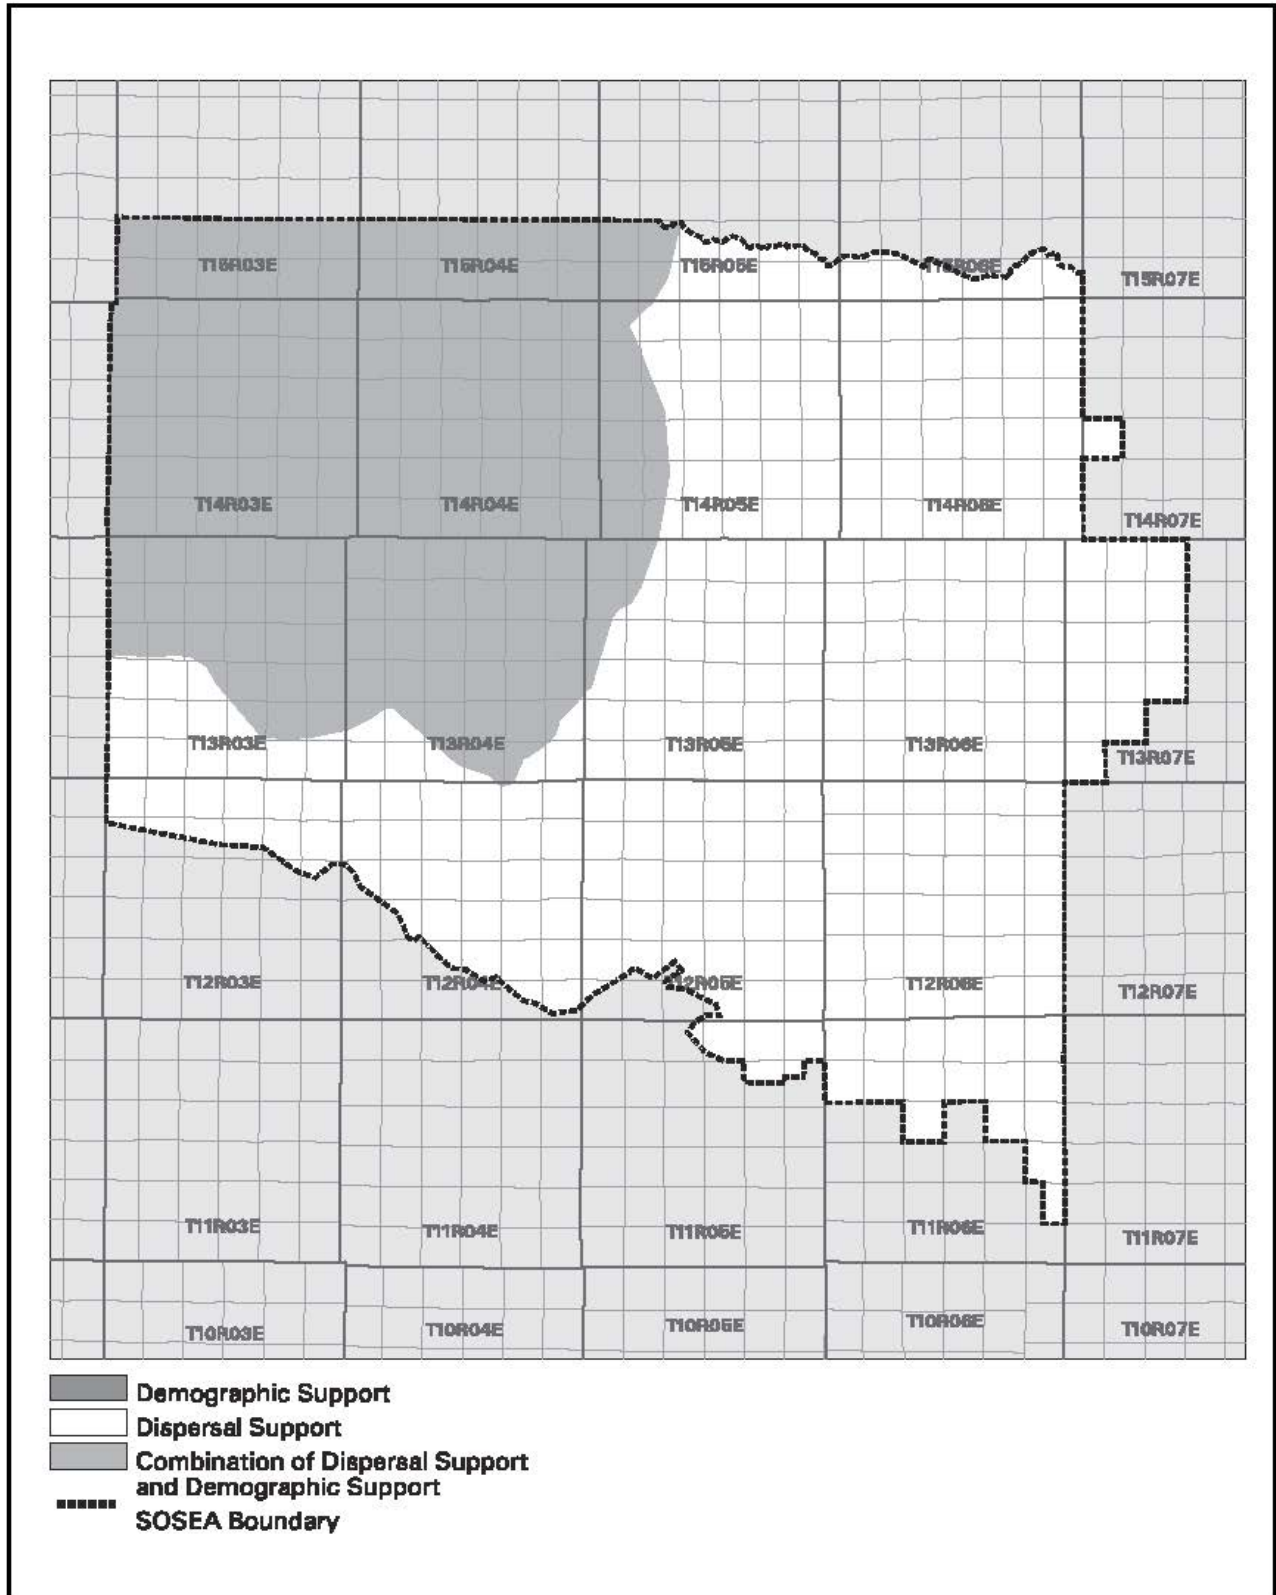 T15R03E T15R04E T15R05E T15R06E T15R07E
T14R03E T14R04E T14R05E T14R06E T14R07E
T13R03E T13R04E T13R05E T13R06E T13R07E
T12R03E T12R04E T12R05E T12R06E T12R07E
T11R03E T11R04E T11R05E T11R06E T11R07E
T10R03E T10R04E T10R05E T10R06E T10R07E
Demographic Support
Dispersal Support
Combination of Dispersal Support
and Demographic Support
SOSEA Boundary